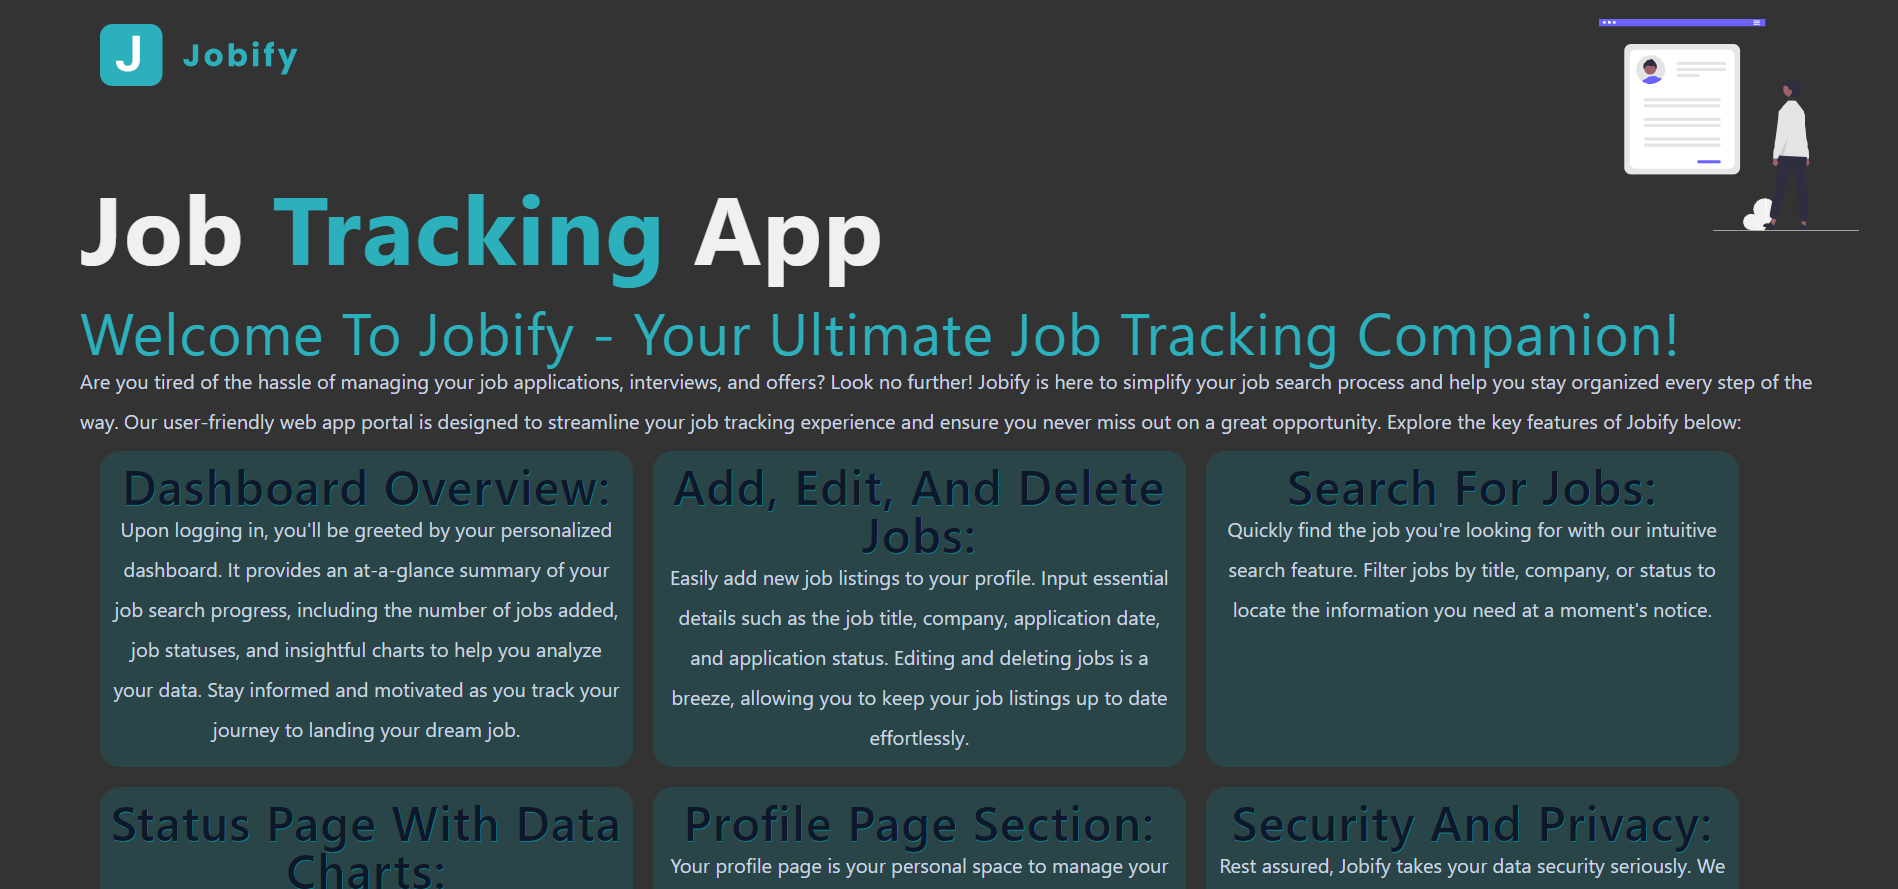 J Jobify
Job Tracking App
Welcome To Jobify - Your Ultimate Job Tracking Companion!
Are you tired of the hassle of managing your job applications, interviews, and offers? Look no further! Jobify is here to simplify your job search process and help you stay organized every step of the
way. Our user-friendly web app portal is designed to streamline your job tracking experience and ensure you never miss out on a great opportunity. Explore the key features of Jobify below:
Dashboard Overview:
Upon logging in, you'll be greeted by your personalized
dashboard. It provides an at-a-glance summary of your
job search progress, including the number of jobs added,
job statuses, and insightful charts to help you analyze
your data. Stay informed and motivated as you track your
journey to landing your dream job.
Add, Edit, And Delete
Jobs:
Easily add new job listings to your profile. Input essential
details such as the job title, company, application date,
and application status. Editing and deleting jobs is a
breeze, allowing you to keep your job listings up to date
effortlessly.
Search For Jobs:
Quickly find the job you're looking for with our intuitive
search feature. Filter jobs by title, company, or status to
locate the information you need at a moment's notice.
Status Page With Data
Charts:
Profile Page Section:
Your profile page is your personal space to manage your
Security And Privacy:
Rest assured, Jobify takes your data security seriously. We